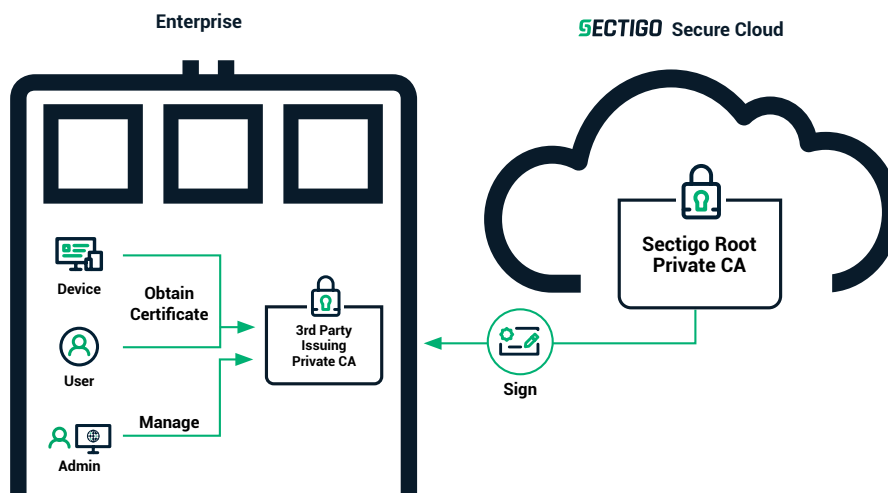 Enterprise
SECTIGO Secure Cloud
Device
Obtain
Certificate
User
Manage
Admin
3rd Party
Issuing
Private CA
Sign
Sectigo Root
Private CA